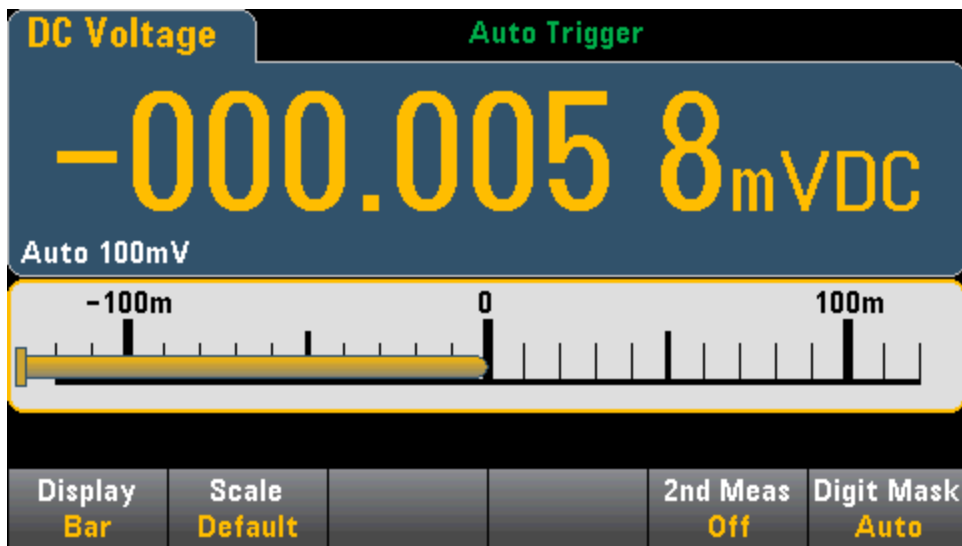 DC Voltage Auto Trigger
-000.005 8mVDC
Auto 100mV
-100m 0 100m
Display Scale 2nd Meas Digit Mask
Bar Default Off Auto